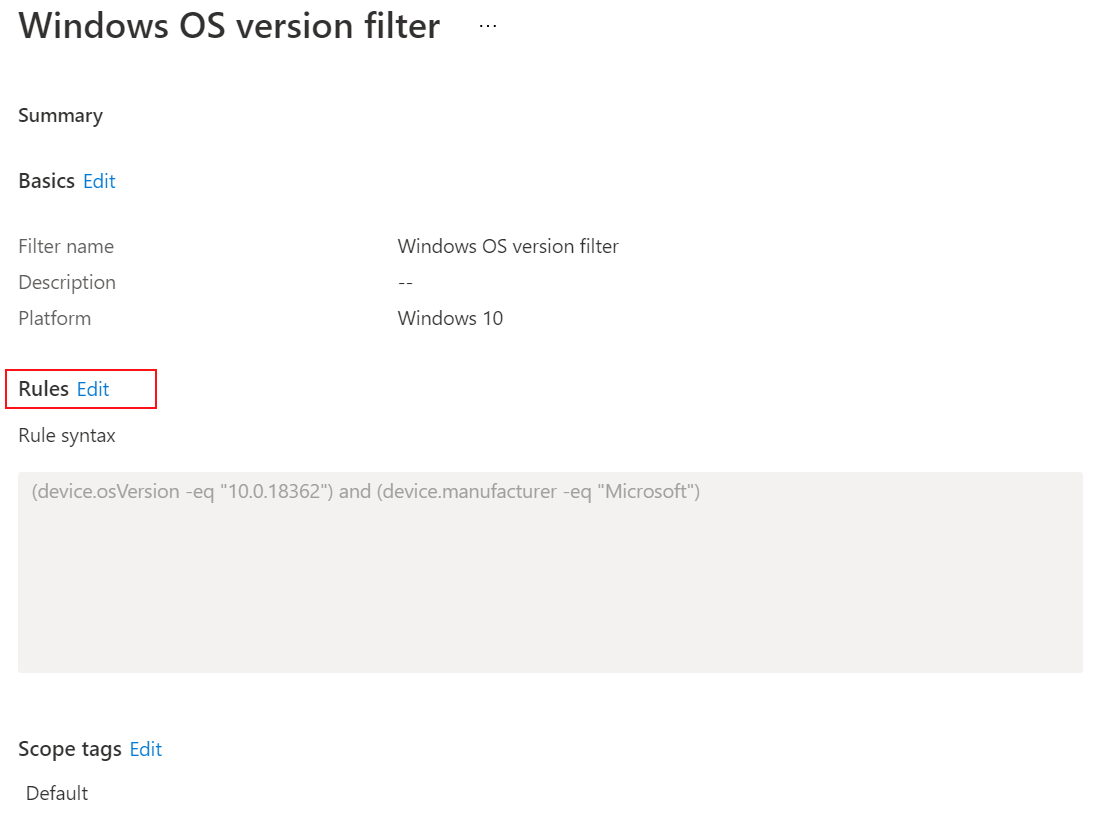 Windows OS version filter ...
Summary
Basics Edit
Filter name Windows OS version filter
Description --
Platform Windows 10
Rules Edit
Rule syntax
(device.osVersion -eq "10.0.18362") and (device.manufacturer -eq "Microsoft")
Scope tags Edit
Default